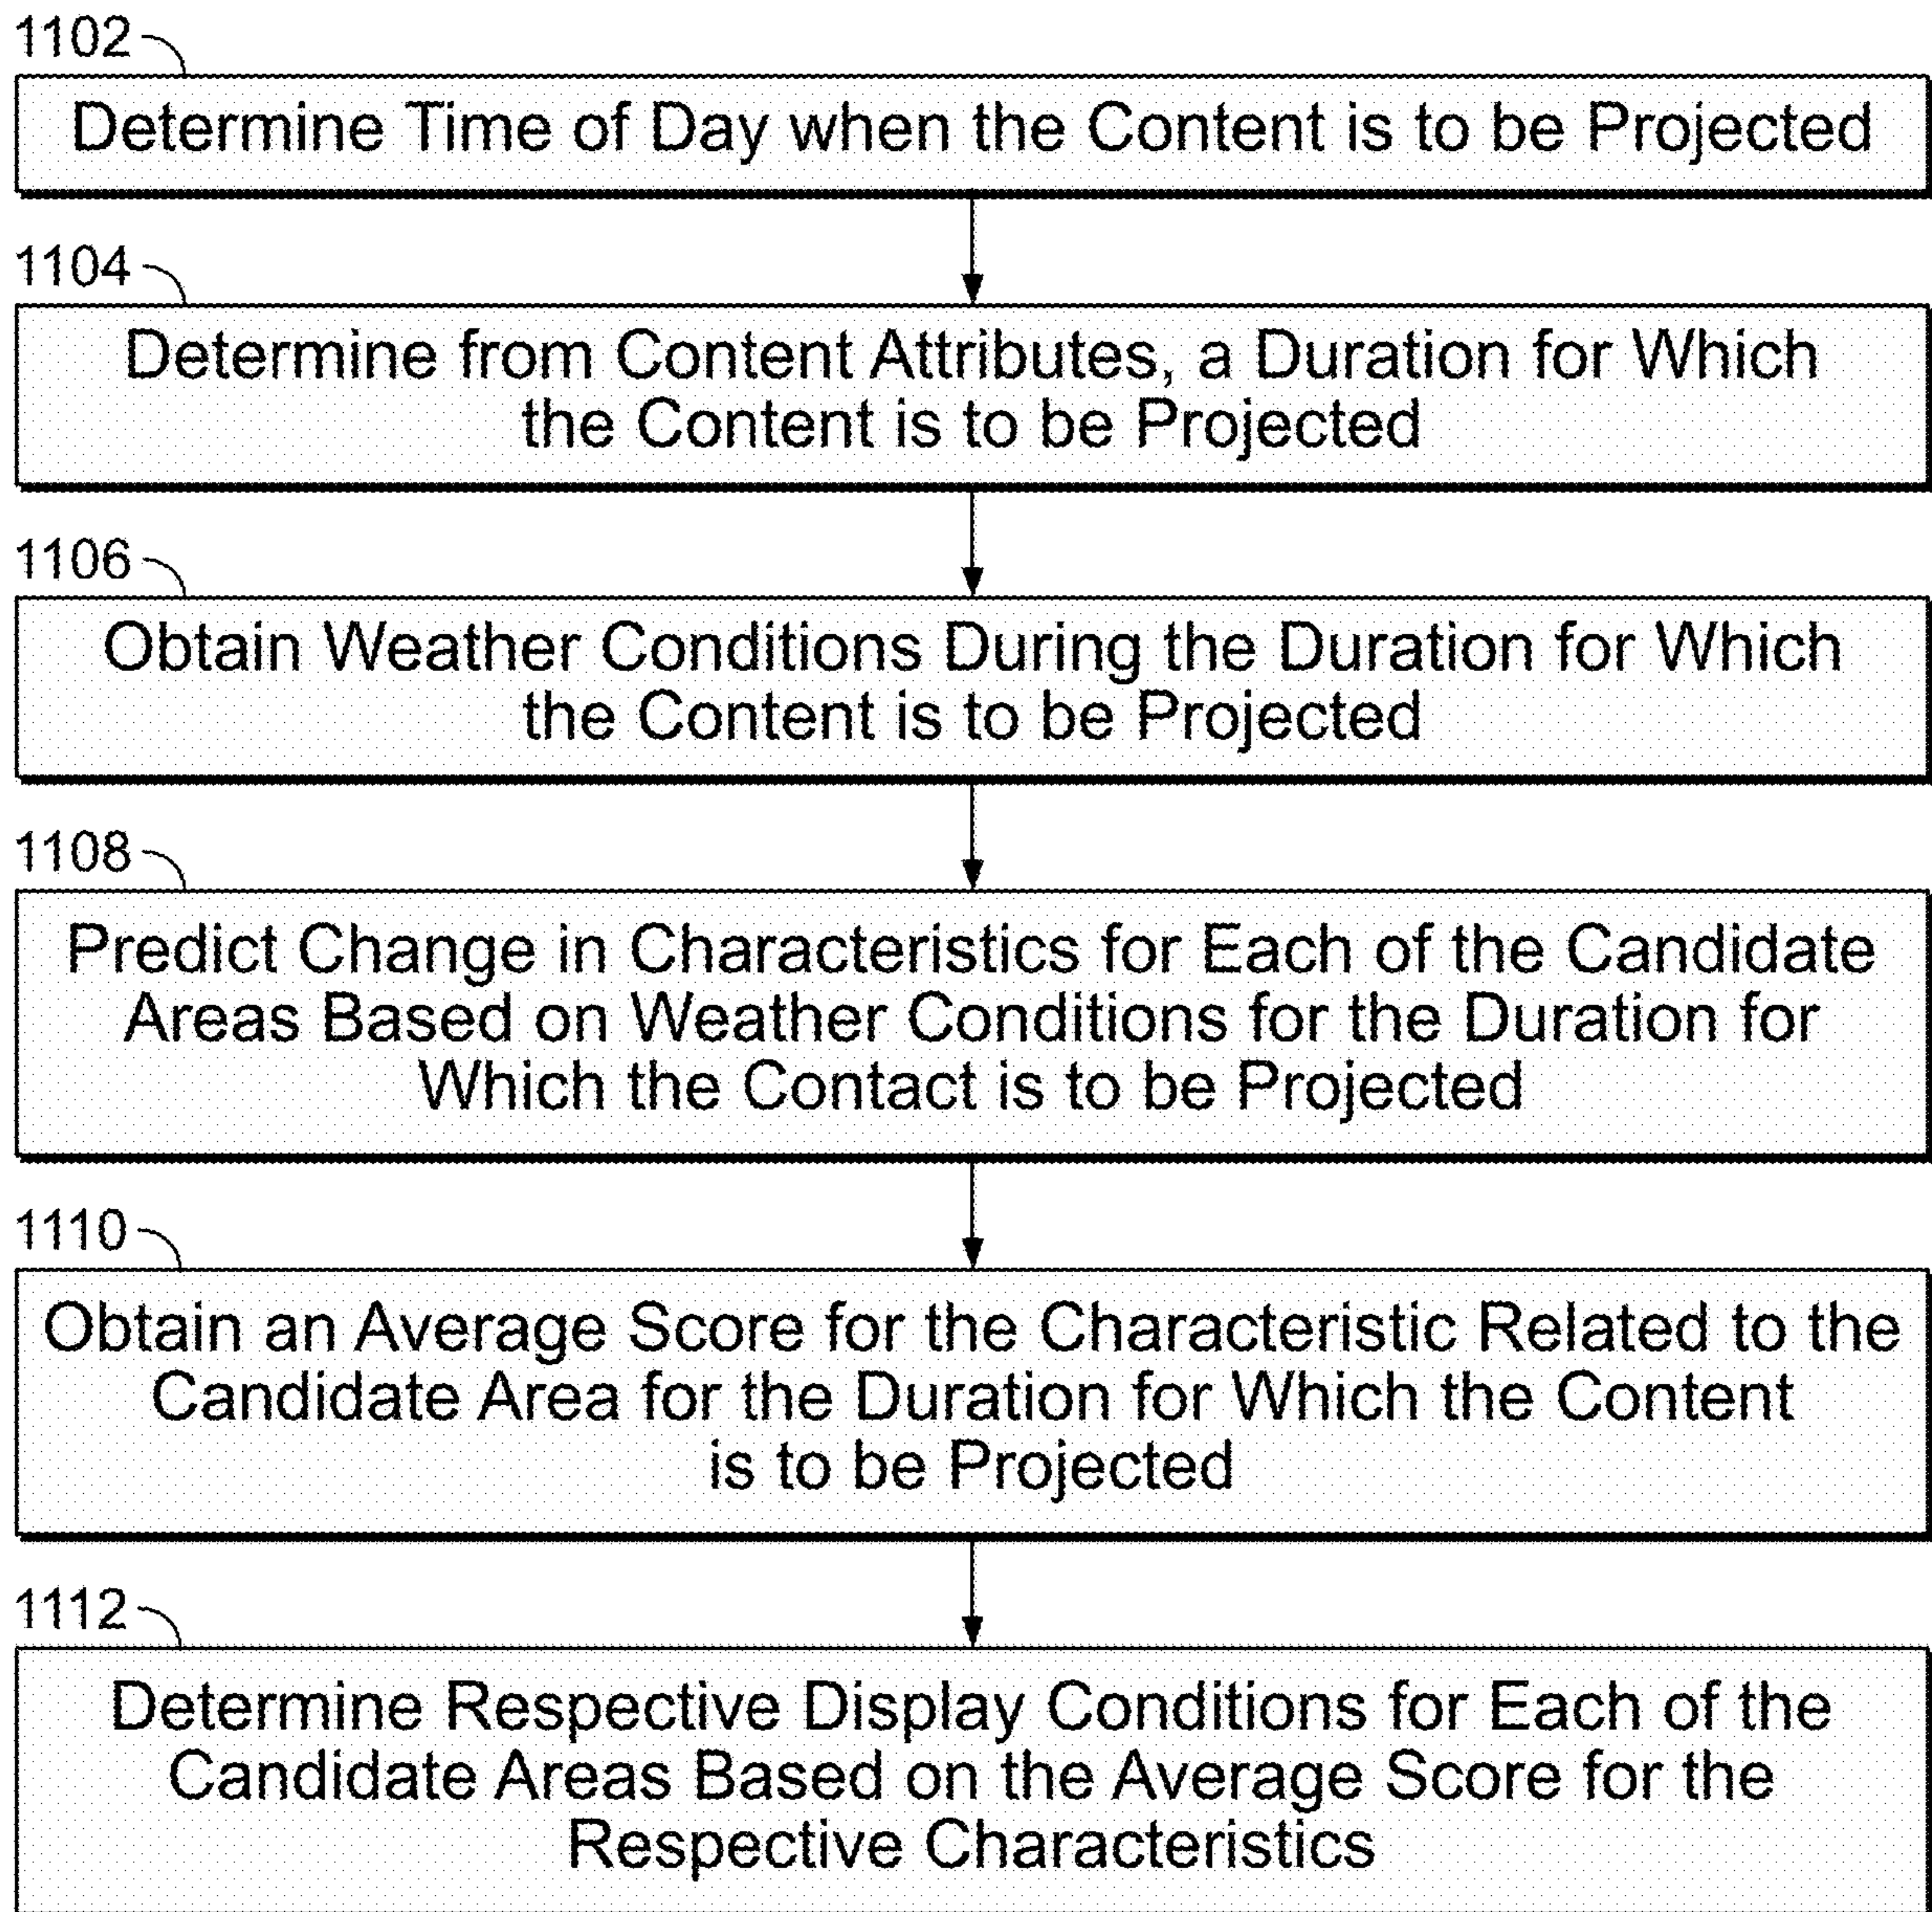 1102
Determine Time of Day when the Content is to be Projected
1104
Determine from Content Attributes, a Duration for Which
the Content is to be Projected
1106
Obtain Weather Conditions During the Duration for Which
the Content is to be Projected
1108
Predict Change in Characteristics for Each of the Candidate
Areas Based on Weather Conditions for the Duration for
Which the Contact is to be Projected
1110
Obtain an Average Score for the Characteristic Related to the
Candidate Area for the Duration for Which the Content
is to be Projected
1112
Determine Respective Display Conditions for Each of the
Candidate Areas Based on the Average Score for the
Respective Characteristics